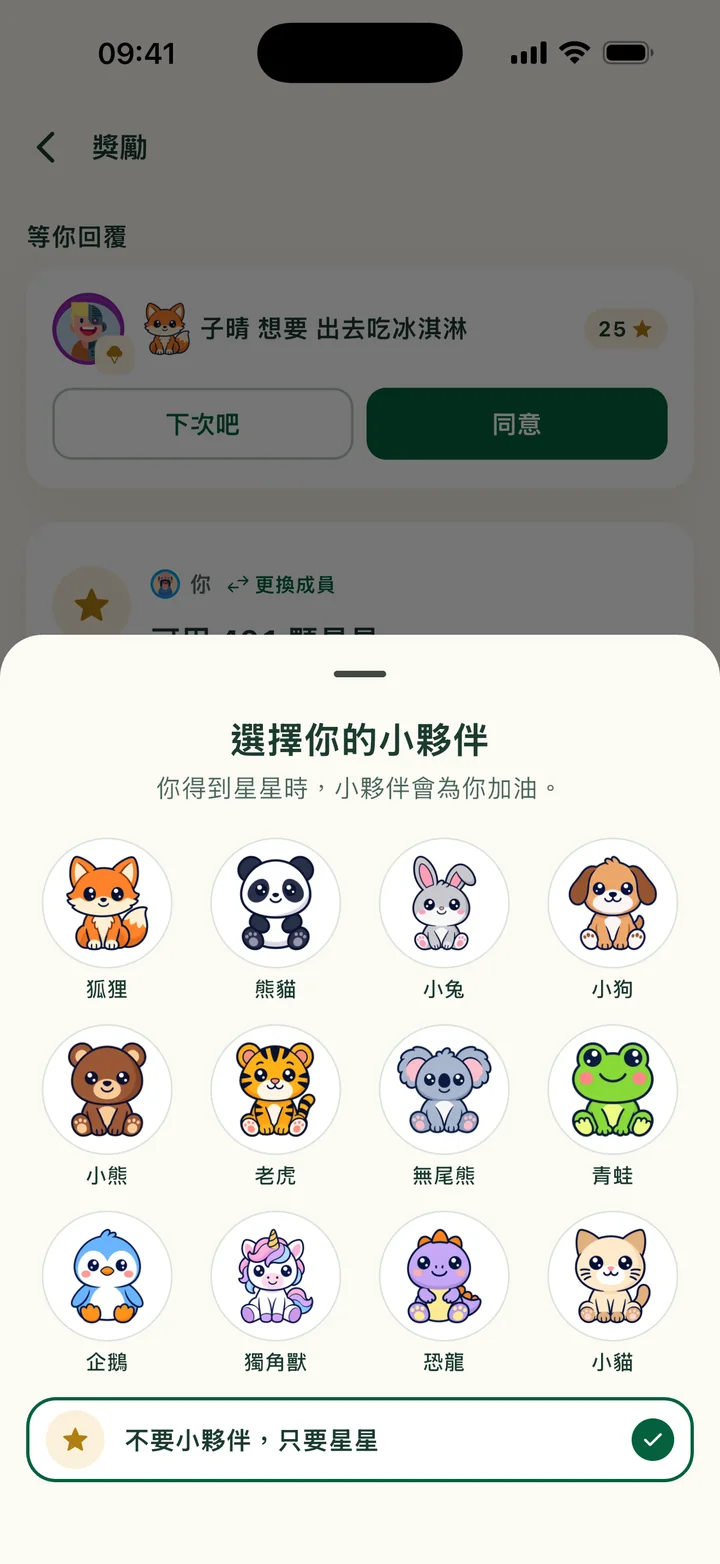 09:41
獎勵
等你回覆
子晴 想要 出去吃冰淇淋
25
下次吧
同意
你
更換成員
選擇你的小夥伴
你得到星星時，小夥伴會為你加油。
狐狸
熊貓
小兔
小狗
小熊
老虎
無尾熊
青蛙
企鵝
獨角獸
恐龍
小貓
不要小夥伴，只要星星